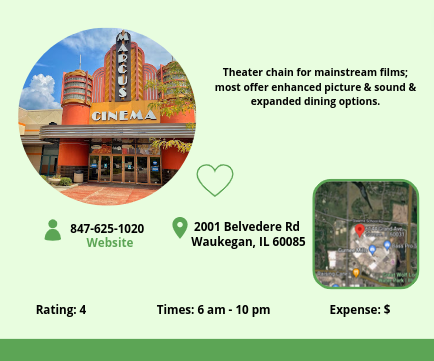 MARCUS
CINEMA
Theater chain for mainstream films;
most offer enhanced picture & sound &
expanded dining options.
847-625-1020
Website
2001 Belvedere Rd
Waukegan, IL 60085
Rating: 4
Times: 6 am - 10 pm
Expense: $